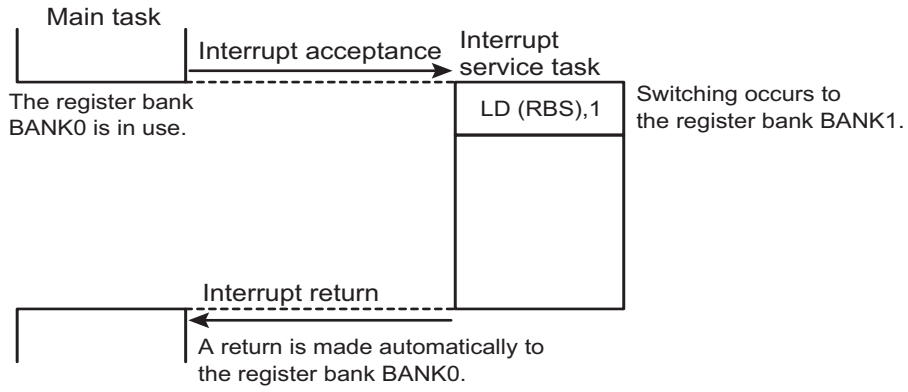 Main task
Interrupt acceptance
Interrupt
service task
The register bank
BANK0 is in use.
LD (RBS),1
Switching occurs to
the register bank BANK1.
Interrupt return
A return is made automatically to
the register bank BANK0.